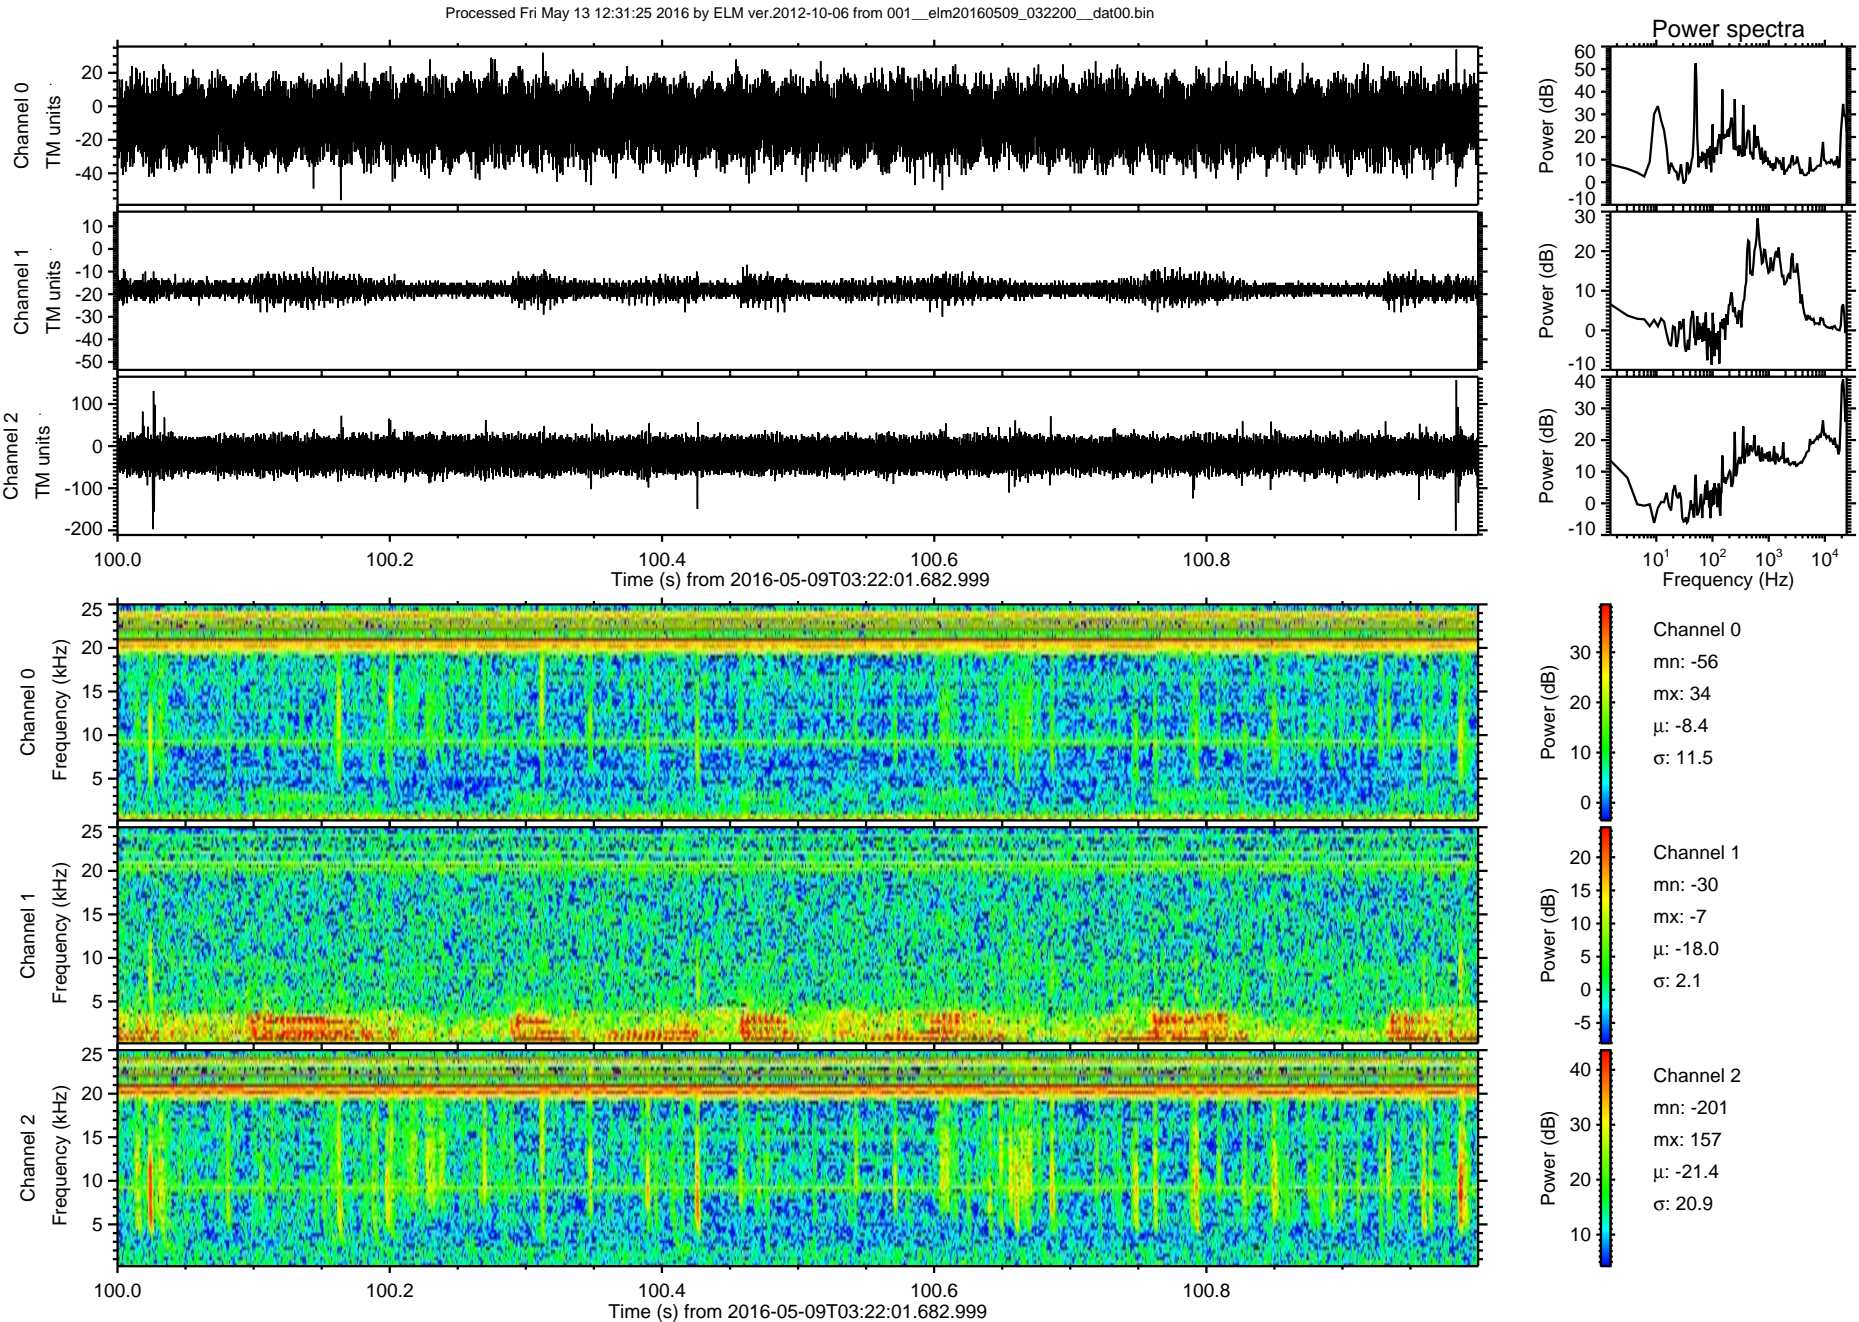 Processed Fri May 13 12:31:25 2016 by ELM ver.2012-10-06 from 001__elm20160509_032200__dat00.bin
Power spectra
Channel 0
TM units
20
0
-20
-40
Power (dB)
60
50
40
30
20
10
0
-10
Channel 1
TM units
10
0
-10
-20
-30
-40
-50
Power (dB)
30
20
10
0
-10
Channel 2
TM units
100
0
-100
-200
Power (dB)
40
30
20
10
0
-10
100.0 100.2 100.4 100.6 100.8
Time (s) from 2016-05-09T03:22:01.682.999
10¹ 10² 10³ 10⁴
Frequency (Hz)
Channel 0
Frequency (kHz)
25
20
15
10
5
Power (dB)
30
20
10
0
Channel 0
mn: -56
mx: 34
μ: -8.4
σ: 11.5
Channel 1
Frequency (kHz)
25
20
15
10
5
Power (dB)
20
15
10
5
0
-5
Channel 1
mn: -30
mx: -7
μ: -18.0
σ: 2.1
Channel 2
Frequency (kHz)
25
20
15
10
5
Power (dB)
40
30
20
10
Channel 2
mn: -201
mx: 157
μ: -21.4
σ: 20.9
100.0 100.2 100.4 100.6 100.8
Time (s) from 2016-05-09T03:22:01.682.999